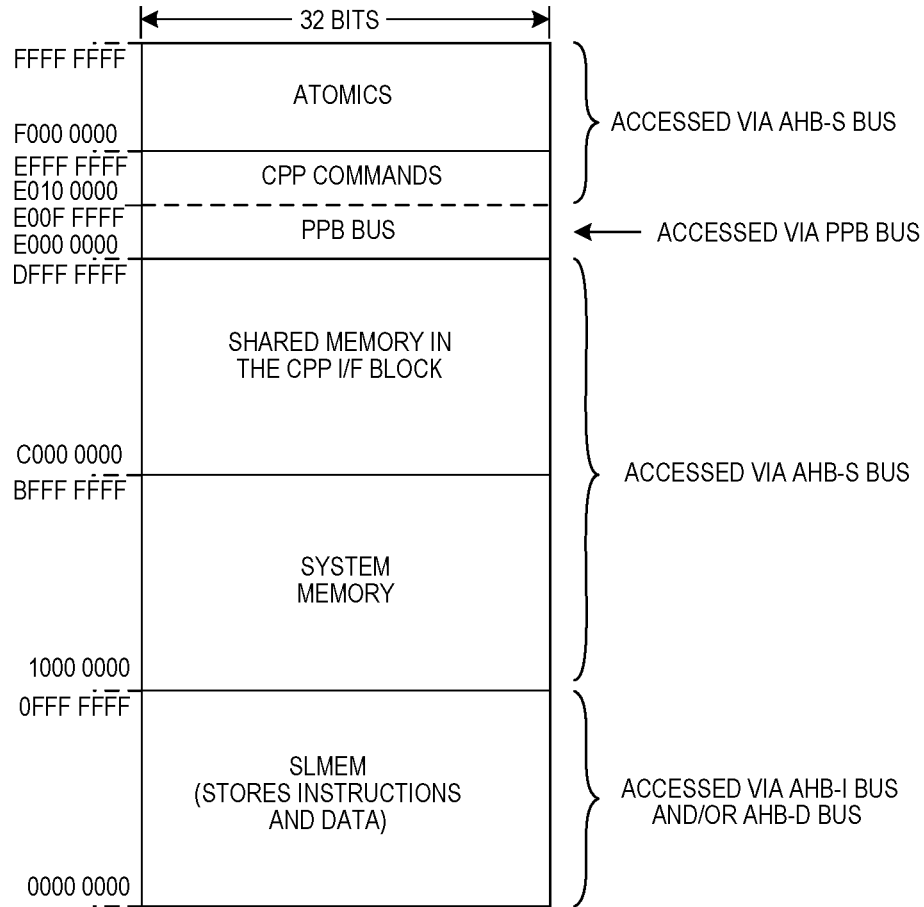 32 BITS
FFFF FFFF
ATOMICS
ACCESSED VIA AHB-S BUS
F000 0000
EFFF FFFF
CPP COMMANDS
E010 0000
E00F FFFF
PPB BUS
ACCESSED VIA PPB BUS
E000 0000
DFFF FFFF
SHARED MEMORY IN
THE CPP I/F BLOCK
C000 0000
ACCESSED VIA AHB-S BUS
BFFF FFFF
SYSTEM
MEMORY
1000 0000
0FFF FFFF
SLMEM
(STORES INSTRUCTIONS
AND DATA)
ACCESSED VIA AHB-I BUS
AND/OR AHB-D BUS
0000 0000